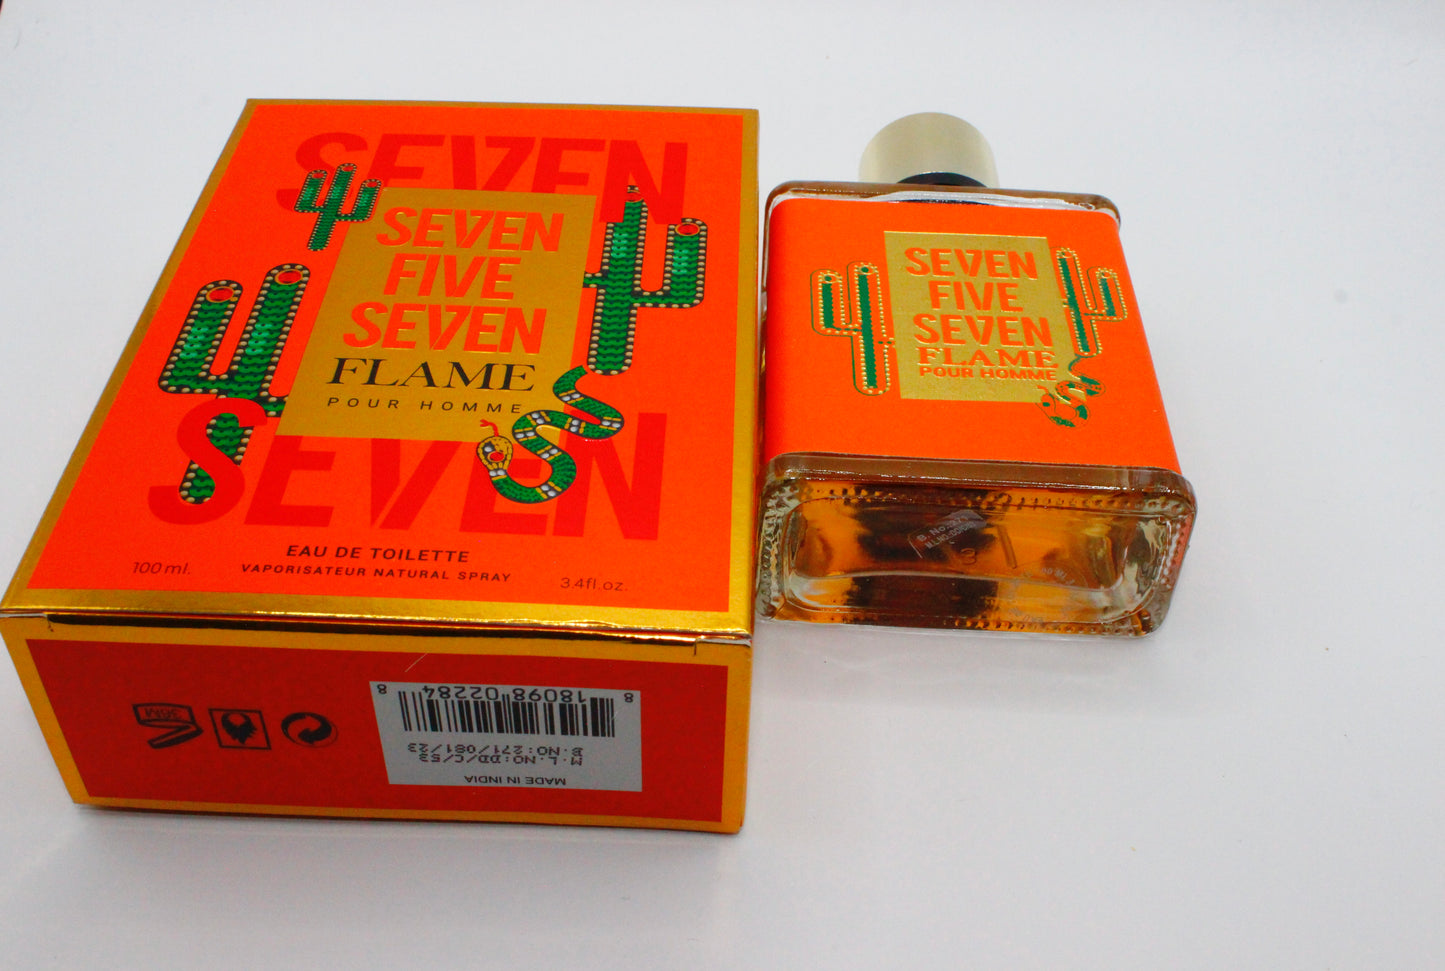 SEVEN
SEVEN
FIVE
SEVEN
FLAME
POUR HOMME
SEVEN
EAU DE TOILETTE
VAPORISATEUR NATURAL SPRAY
100 ml.
3.4fl.oz.
36M
8 18098 02284 8
B.NO:271/081/23
M.L.NO:DD/C/53
MADE IN INDIA
SEVEN
FIVE
SEVEN
FLAME
POUR HOMME
B. No.